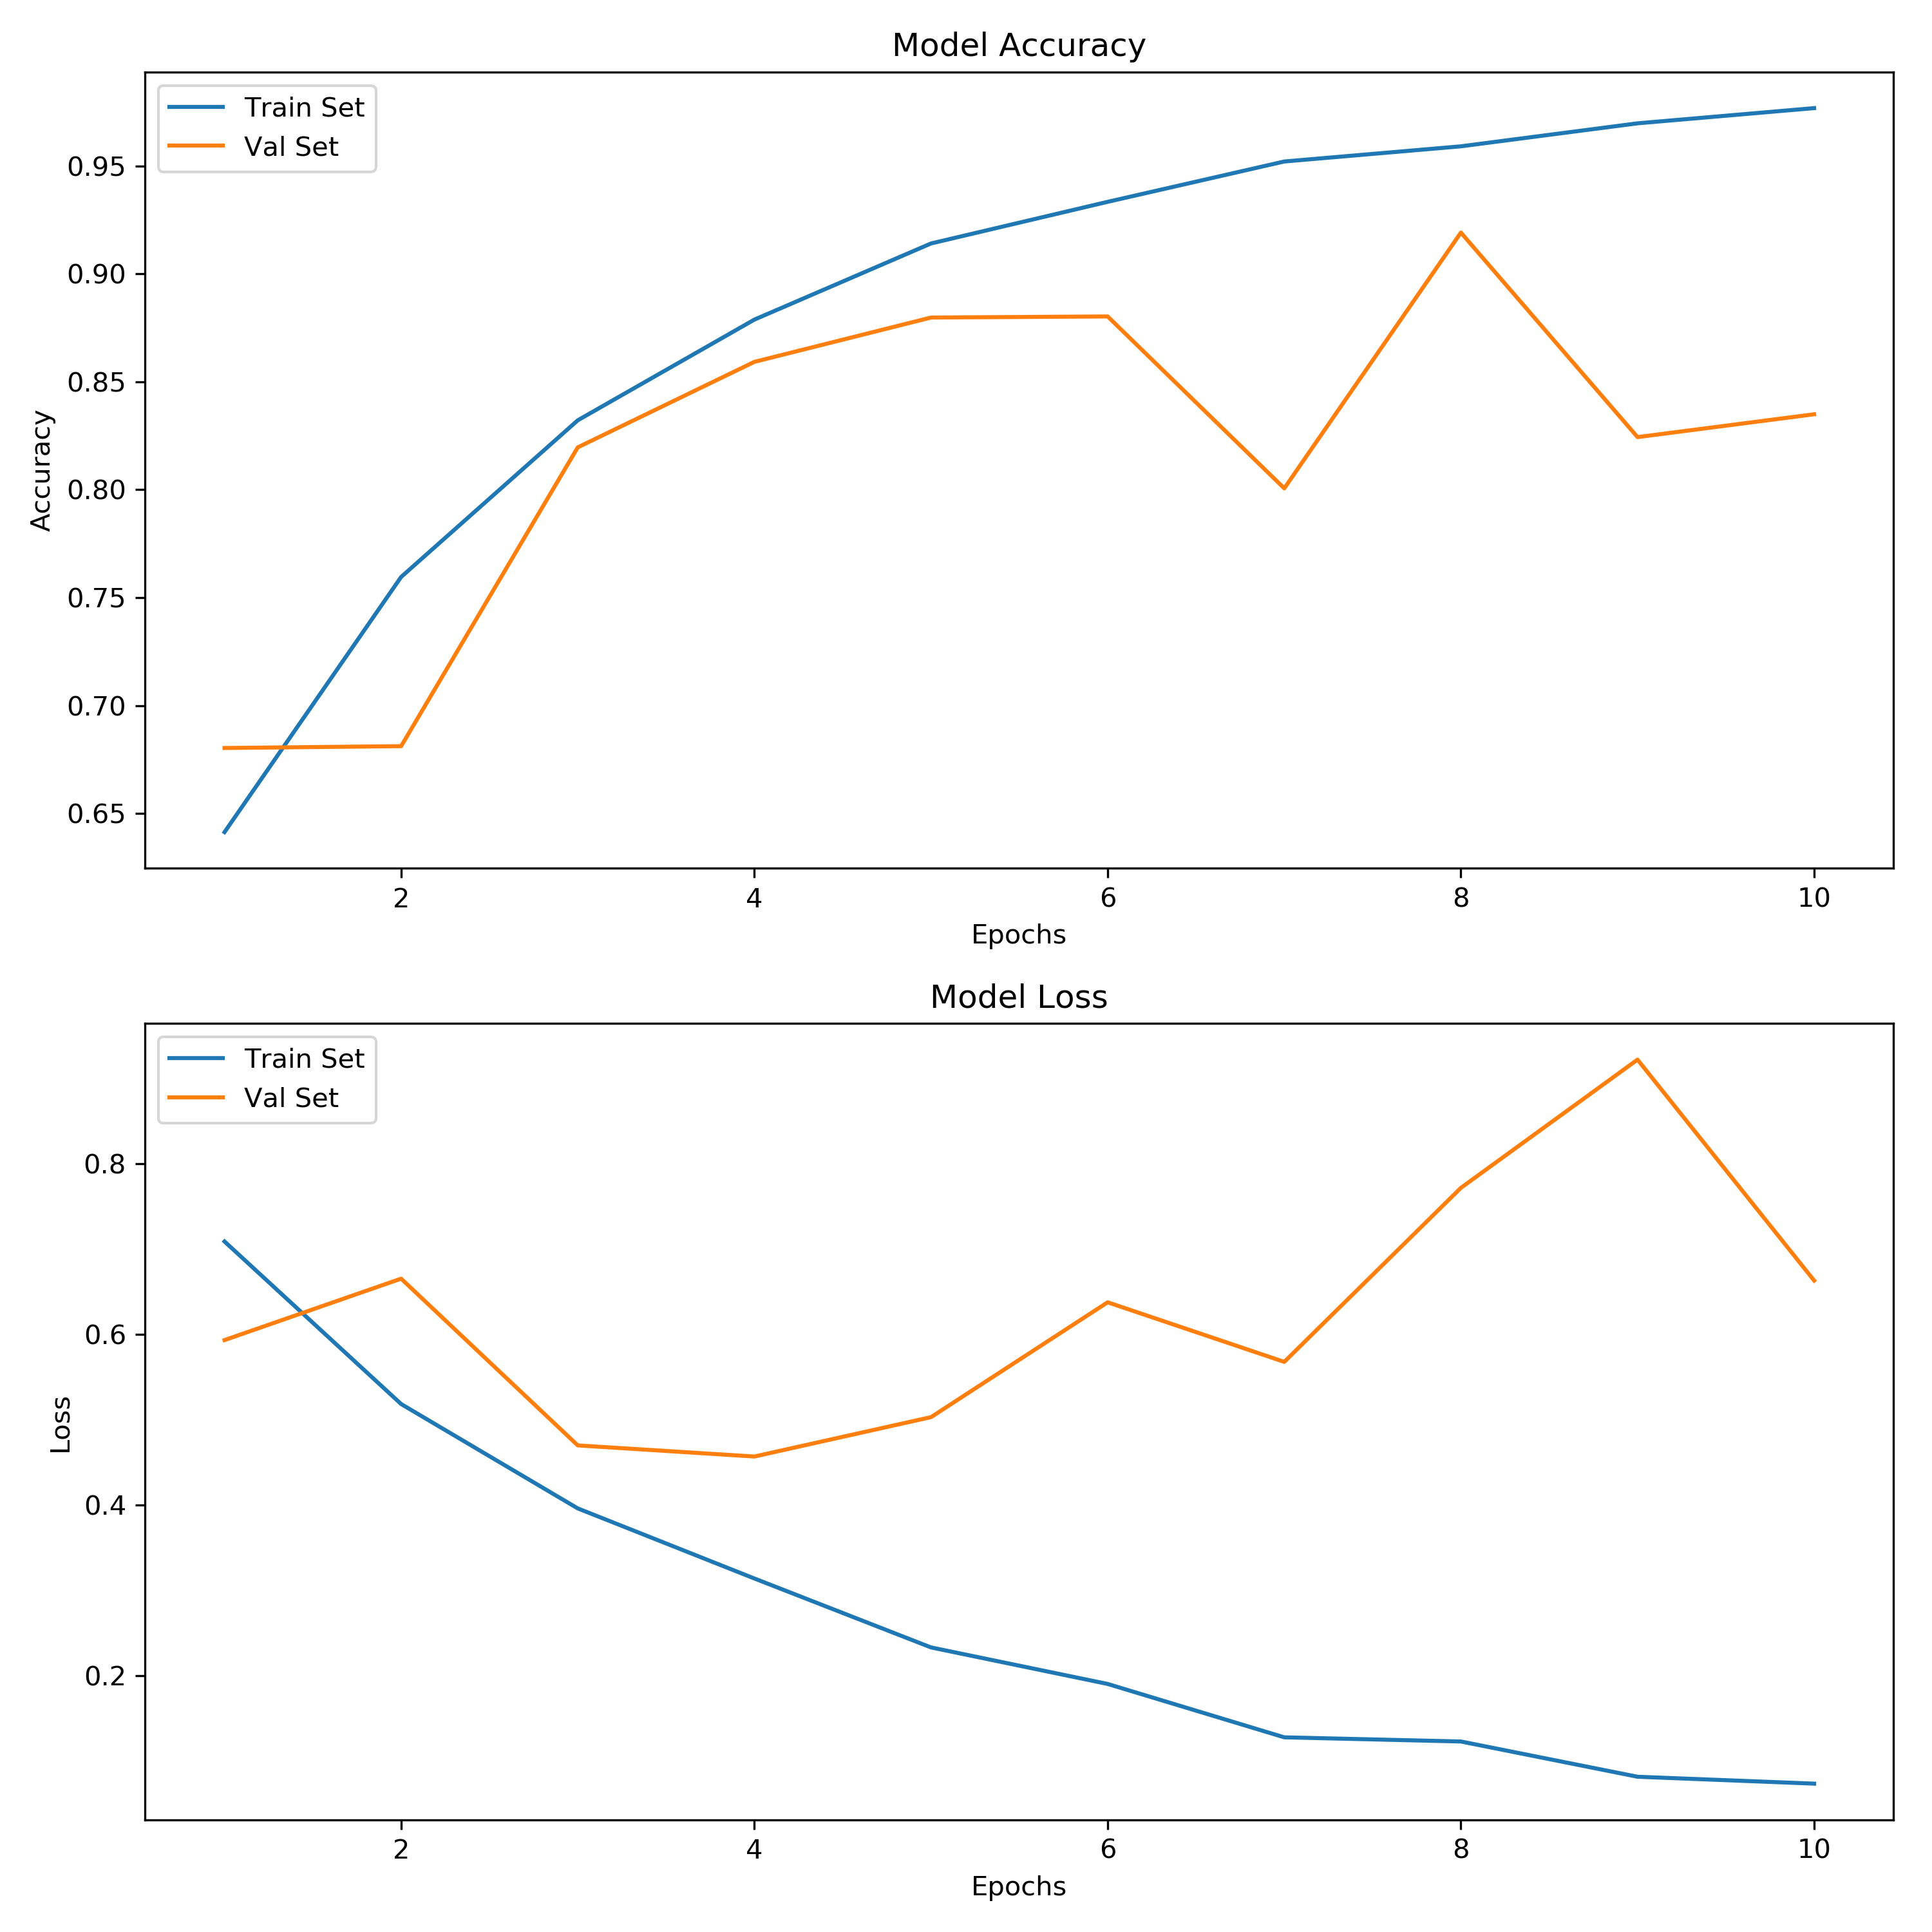 Model Accuracy
Train Set
Val Set
0.95
0.90
0.85
0.80
0.75
0.70
0.65
Accuracy
2 4 6 8 10
Epochs
Model Loss
Train Set
Val Set
0.8
0.6
0.4
0.2
Loss
2 4 6 8 10
Epochs